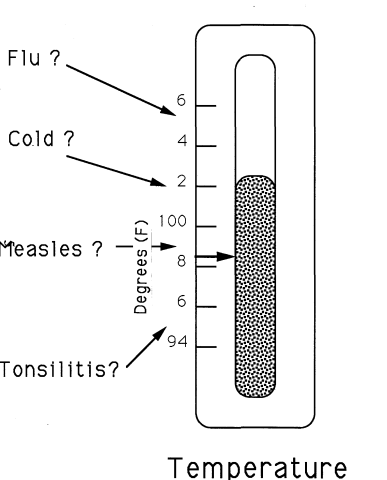 Flu ?
6
Cold ?
4
2
100
Measles ?
Degrees (F)
8
6
94
Tonsilitis?
Temperature